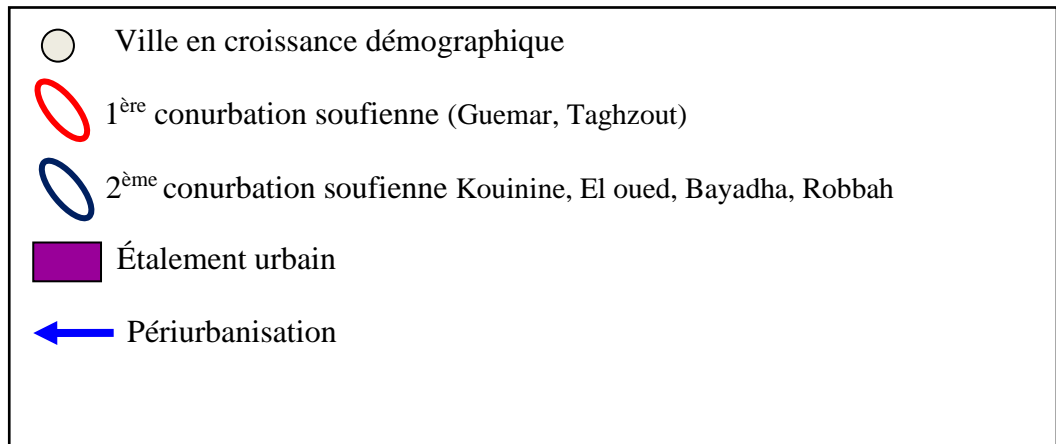 Ville en croissance démographique
1ère conurbation soufienne (Guemar, Taghzout)
2ème conurbation soufienne Kouinine, El oued, Bayadha, Robbah
Étalement urbain
Périurbanisation